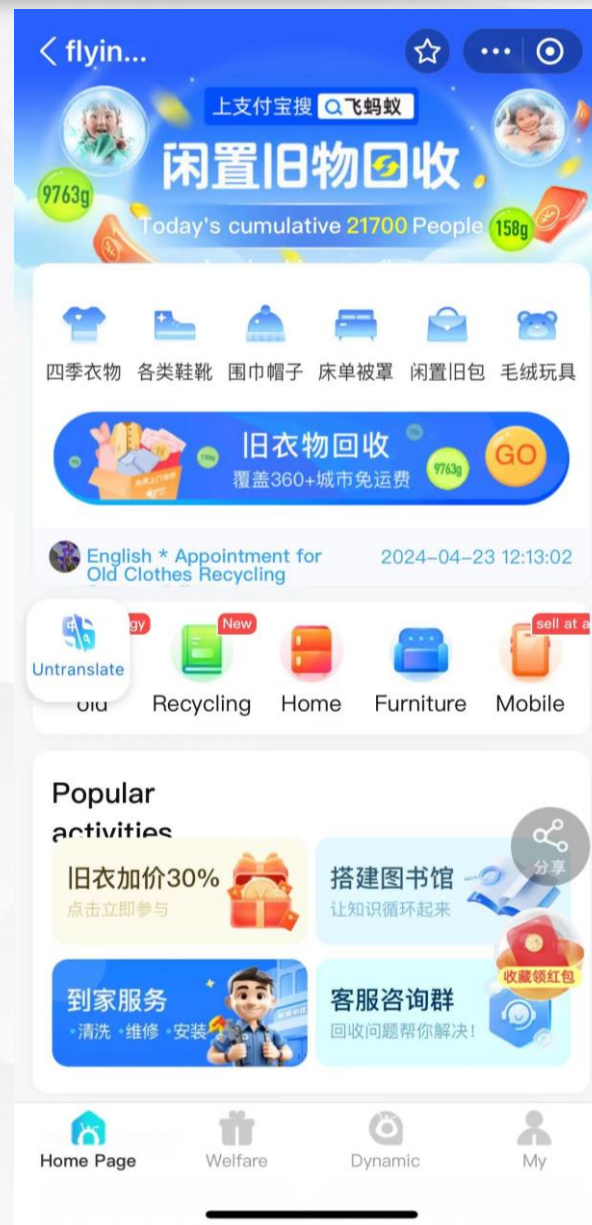 flyin...
上支付宝搜 飞蚂蚁
闲置旧物回收
9763g
Today's cumulative 21700 People
158g
四季衣物 各类鞋靴 围巾帽子 床单被罩 闲置旧包 毛绒玩具
旧衣物回收
覆盖360+城市免运费
9763g
GO
English * Appointment for
Old Clothes Recycling
2024-04-23 12:13:02
Untranslate
gy
New
sell at a
old Recycling Home Furniture Mobile
Popular
activities
旧衣加价30%
点击立即参与
搭建图书馆
让知识循环起来
分享
收藏领红包
到家服务
·清洗 ·维修 ·安装
客服咨询群
回收问题帮你解决!
Home Page Welfare Dynamic My